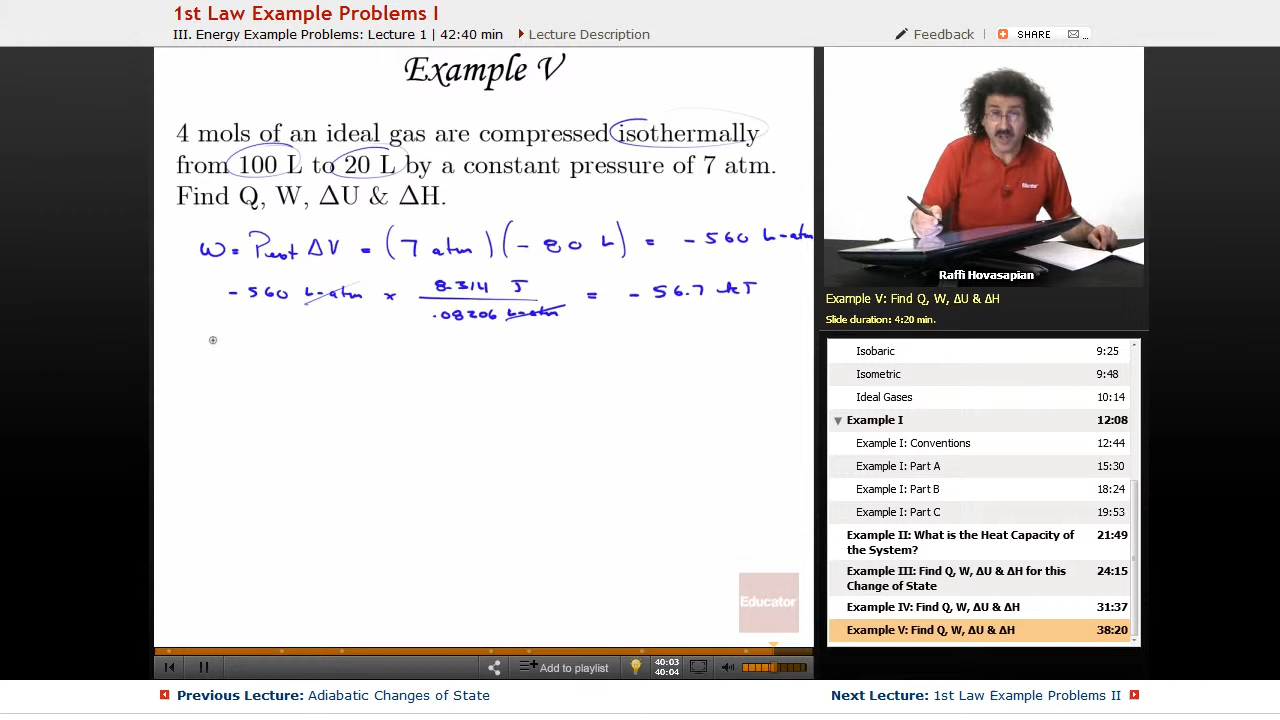 1st Law Example Problems I
III. Energy Example Problems: Lecture 1 | 42:40 min
Lecture Description
Feedback
SHARE
Example V
4 mols of an ideal gas are compressed isothermally
from 100 L to 20 L by a constant pressure of 7 atm.
Find Q, W, ΔU & ΔH.
W = Pext ΔV = (7 atm)(-80 L) = -560 L-atm
-560 L-atm x 8.314 J / .08206 L-atm = -56.7 kJ
Educator
Educator
Raffi Hovasapian
Example V: Find Q, W, ΔU & ΔH
Slide duration: 4:20 min.
Isobaric 9:25
Isometric 9:48
Ideal Gases 10:14
Example I 12:08
Example I: Conventions 12:44
Example I: Part A 15:30
Example I: Part B 18:24
Example I: Part C 19:53
Example II: What is the Heat Capacity of 21:49
the System?
Example III: Find Q, W, ΔU & ΔH for this 24:15
Change of State
Example IV: Find Q, W, ΔU & ΔH 31:37
Example V: Find Q, W, ΔU & ΔH 38:20
Add to playlist
40:03
40:04
Previous Lecture: Adiabatic Changes of State
Next Lecture: 1st Law Example Problems II